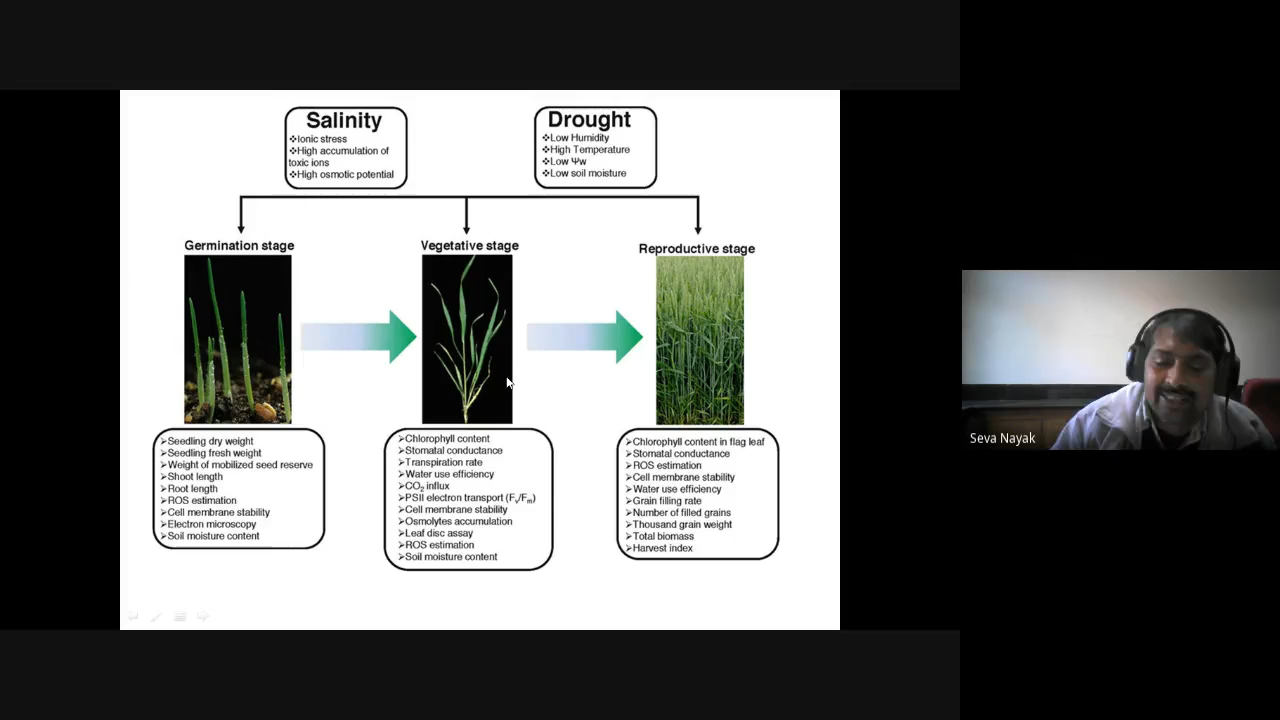 Salinity
❖Ionic stress
❖High accumulation of
toxic ions
❖High osmotic potential
Drought
❖Low Humidity
❖High Temperature
❖Low Ψw
❖Low soil moisture
Germination stage
Vegetative stage
Reproductive stage
➢Seedling dry weight
➢Seedling fresh weight
➢Weight of mobilized seed reserve
➢Shoot length
➢Root length
➢ROS estimation
➢Cell membrane stability
➢Electron microscopy
➢Soil moisture content
➢Chlorophyll content
➢Stomatal conductance
➢Transpiration rate
➢Water use efficiency
➢CO₂ influx
➢PSII electron transport (Fᵥ/Fₘ)
➢Cell membrane stability
➢Osmolytes accumulation
➢Leaf disc assay
➢ROS estimation
➢Soil moisture content
➢Chlorophyll content in flag leaf
➢Stomatal conductance
➢ROS estimation
➢Cell membrane stability
➢Water use efficiency
➢Grain filling rate
➢Number of filled grains
➢Thousand grain weight
➢Total biomass
➢Harvest index
Seva Nayak